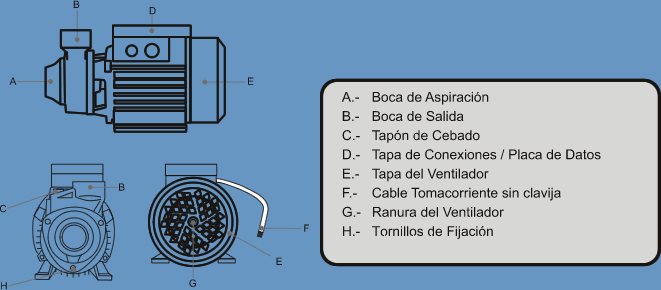 B
D
A
E
A.- Boca de Aspiración
B.- Boca de Salida
C.- Tapón de Cebado
D.- Tapa de Conexiones / Placa de Datos
E.- Tapa del Ventilador
F.- Cable Tomacorriente sin clavija
G.- Ranura del Ventilador
H.- Tornillos de Fijación
B
C
F
E
H
G